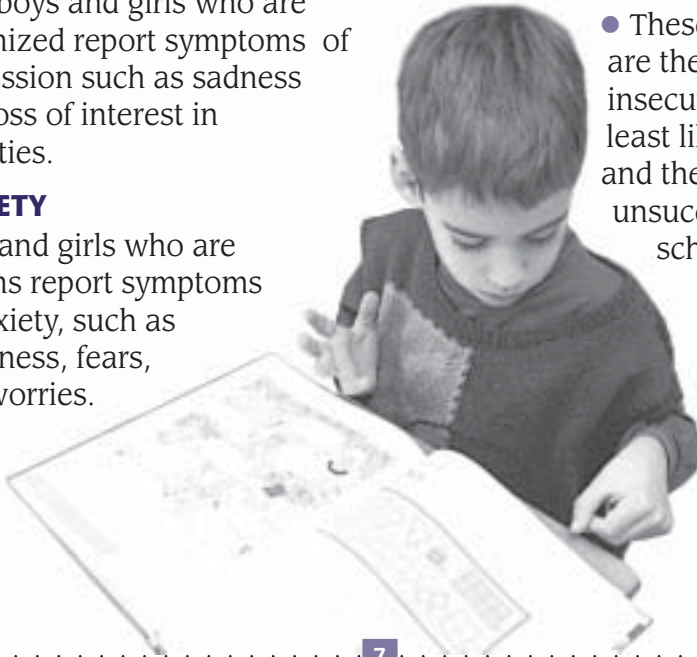 boys and girls who are
nized report symptoms of
ssion such as sadness
oss of interest in
ties.
ETY
and girls who are
ns report symptoms
xiety, such as
ness, fears,
worries.
● These
are the
insecu
least li
and the
unsucc
sch
7